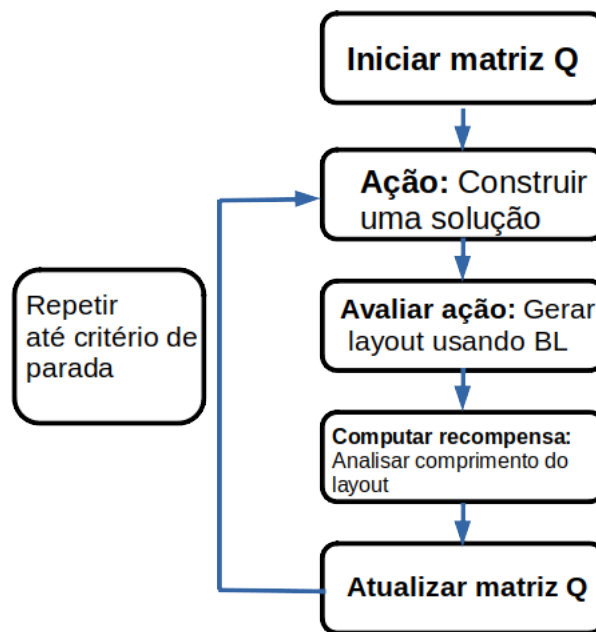 Iniciar matriz Q
Ação: Construir
uma solução
Avaliar ação: Gerar
layout usando BL
Repetir
até critério de
parada
Computar recompensa:
Analisar comprimento do
layout
Atualizar matriz Q